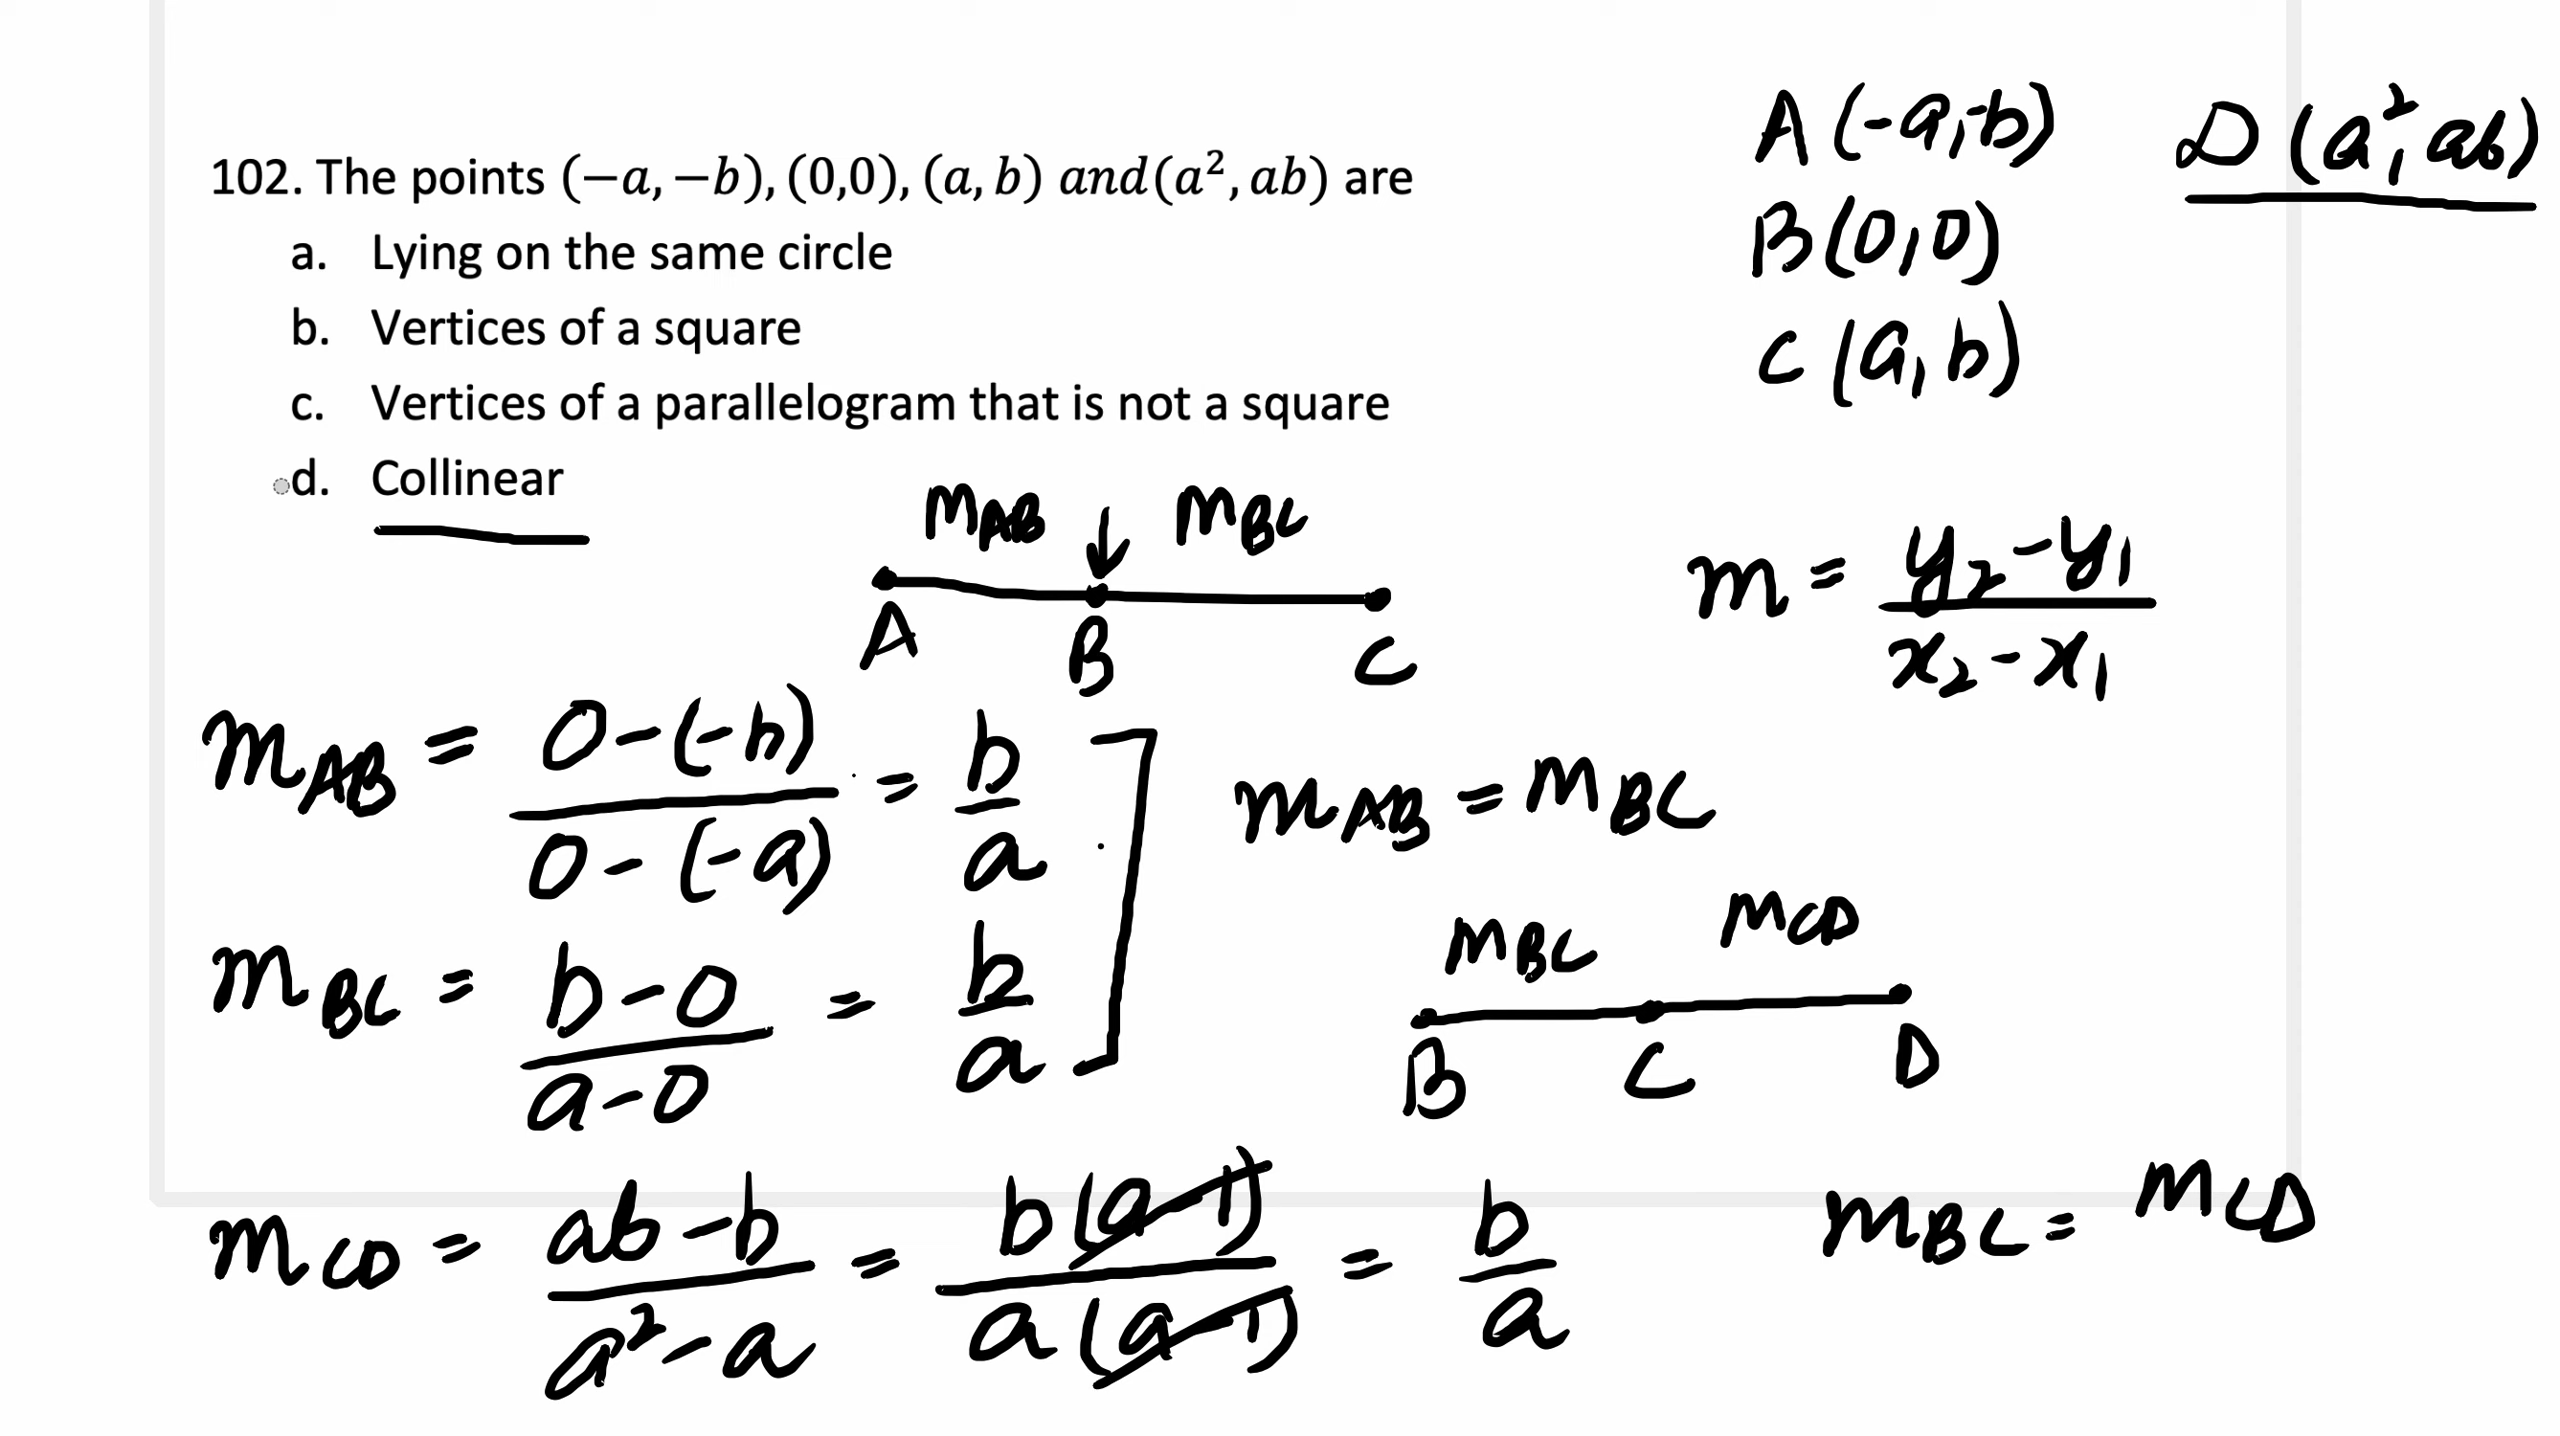 102. The points (−a, −b), (0,0), (a, b) and(a², ab) are
a. Lying on the same circle
b. Vertices of a square
c. Vertices of a parallelogram that is not a square
d. Collinear
A (-a,-b)
D (a², ab)
B (0,0)
C (a, b)
MAB ↓ MBC
A B C
m = y2-y1 / x2-x1
mAB = 0-(-b) / 0-(-a) = b/a
mAB = MBC
mBC = b-0 / a-0 = b/a
MBC MCD
B C D
mCD = ab-b / a²-a = b(a-1) / a(a-1) = b/a
mBC = MCD